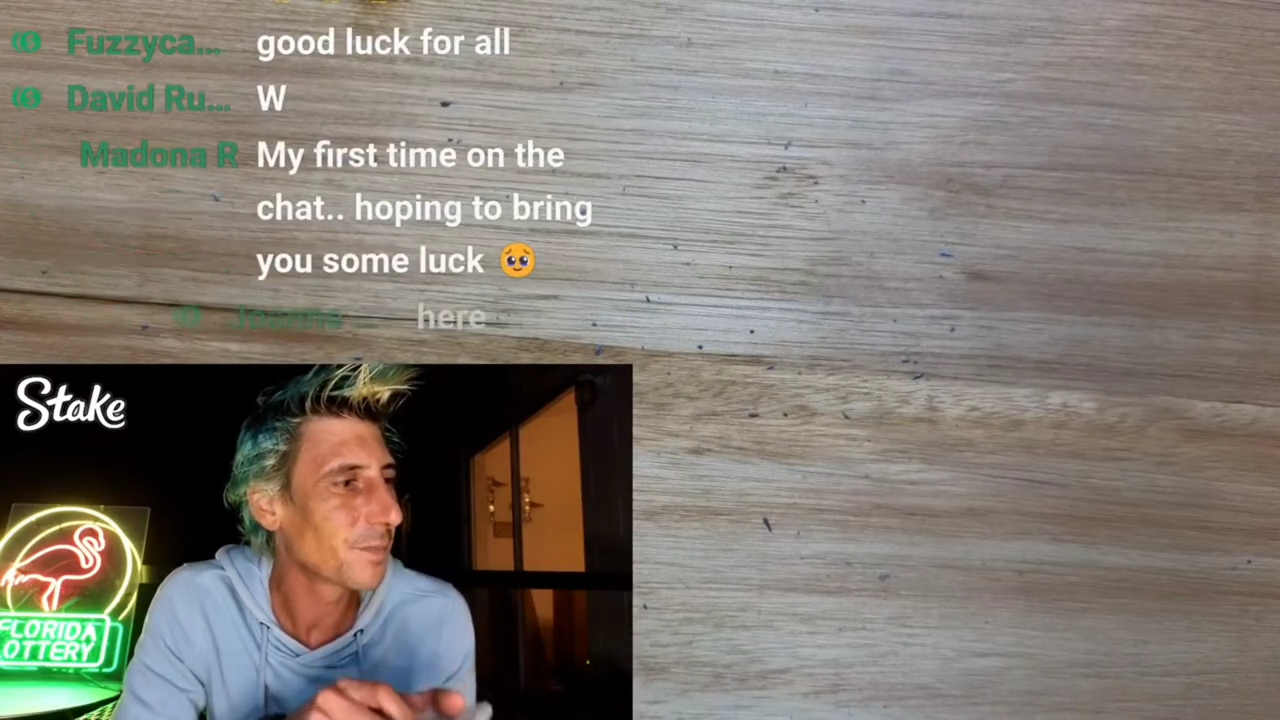 Fuzzyca... good luck for all
David Ru... W
Madona R My first time on the
chat.. hoping to bring
you some luck 🥹
here
Stake
FLORIDA
OTTERY